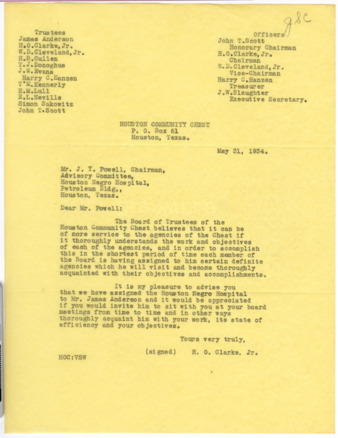 gsc
Trustees
James Anderson
H.O.Clarke,Jr.
W.D.Cleveland,Jr.
H.R.Cullen
T.J.Donoghue
J.W.Evans
Harry C.Hanszen
T.W.Kennerly
H.M.Lull
E.L.Neville
Simon Sakowitz
John T.Scott
Officers
John T.Scott
Honorary Chairman
H.O.Clarke,Jr.
Chairman
W.D.Cleveland,Jr.
Vice-Chairman
Harry C.Hanszen
Treasurer
J.W.Slaughter
Executive Secretary.
HOUSTON COMMUNITY CHEST
P. O. Box 61
Houston, Texas.
May 31, 1934.
Mr. J. T. Powell, Chairman,
Advisory Committee,
Houston Negro Hospital,
Petroleum Bldg.,
Houston, Texas.
Dear Mr. Powell:
The Board of Trustees of the
Houston Community Chest believes that it can be
of more service to the agencies of the Chest if
it thoroughly understands the work and objectives
of each of the agencies, and in order to accomplish
this in the shortest period of time each member of
the Board is having assigned to him certain definite
agencies which he will visit and become thoroughly
acquainted with their objectives and accomplishments.
It is my pleasure to advise you
that we have assigned the Houston Negro Hospital
to Mr. James Anderson and it would be appreciated
if you would invite him to sit with you at your board
meetings from time to time and in other ways
thoroughly acquaint him with your work, its state of
efficiency and your objectives.
Yours very truly,
(signed) H. O. Clarke, Jr.
HOC:VSW